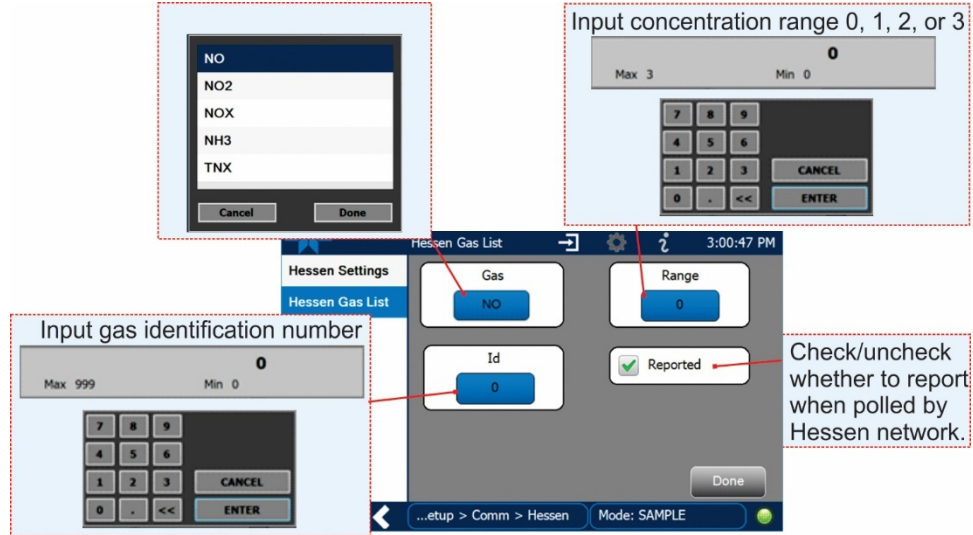 Input concentration range 0, 1, 2, or 3
0
Max 3 Min 0
7 8 9
4 5 6
1 2 3 CANCEL
0 . << ENTER
NO
NO2
NOX
NH3
TNX
Cancel Done
Hessen Gas List 3:00:47 PM
Hessen Settings
Hessen Gas List
Gas
NO
Range
0
Id
0
Reported
Check/uncheck
whether to report
when polled by
Hessen network.
Input gas identification number
0
Max 999 Min 0
7 8 9
4 5 6
1 2 3 CANCEL
0 . << ENTER
Done
...etup > Comm > Hessen Mode: SAMPLE